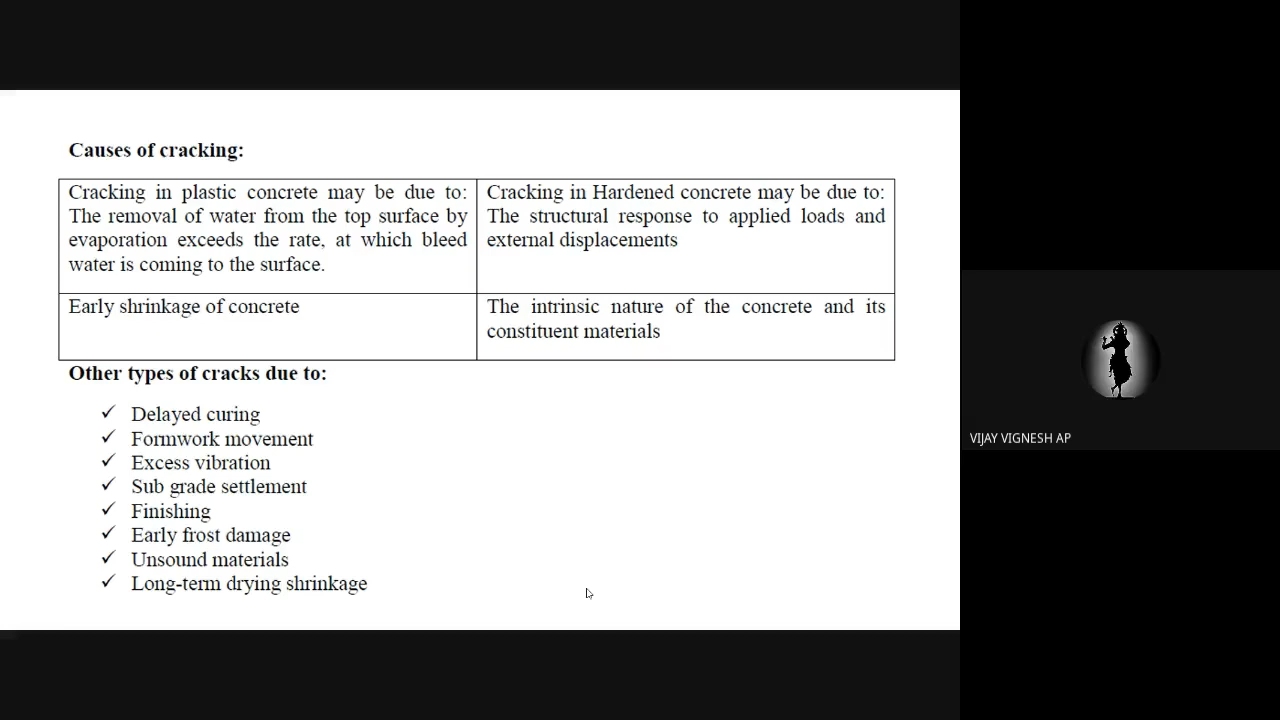 Causes of cracking:
Cracking in plastic concrete may be due to:
The removal of water from the top surface by
evaporation exceeds the rate, at which bleed
water is coming to the surface.
Cracking in Hardened concrete may be due to:
The structural response to applied loads and
external displacements
Early shrinkage of concrete
The intrinsic nature of the concrete and its
constituent materials
Other types of cracks due to:
✓ Delayed curing
✓ Formwork movement
✓ Excess vibration
✓ Sub grade settlement
✓ Finishing
✓ Early frost damage
✓ Unsound materials
✓ Long-term drying shrinkage
VIJAY VIGNESH AP